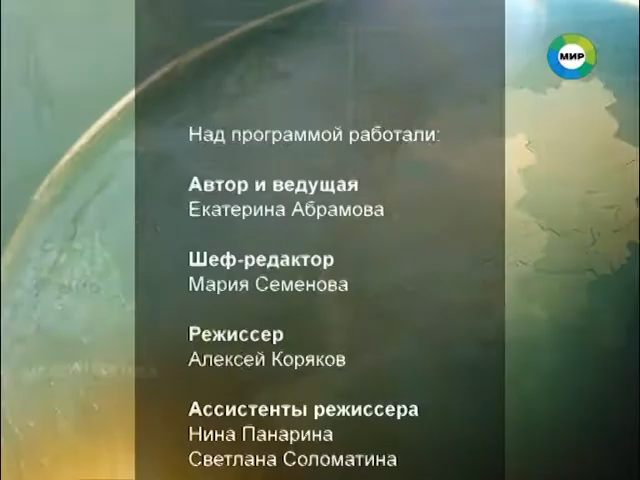 МИР
Над программой работали:
Автор и ведущая
Екатерина Абрамова
Шеф-редактор
Мария Семенова
Режиссер
Алексей Коряков
Ассистенты режиссера
Нина Панарина
Светлана Соломатина